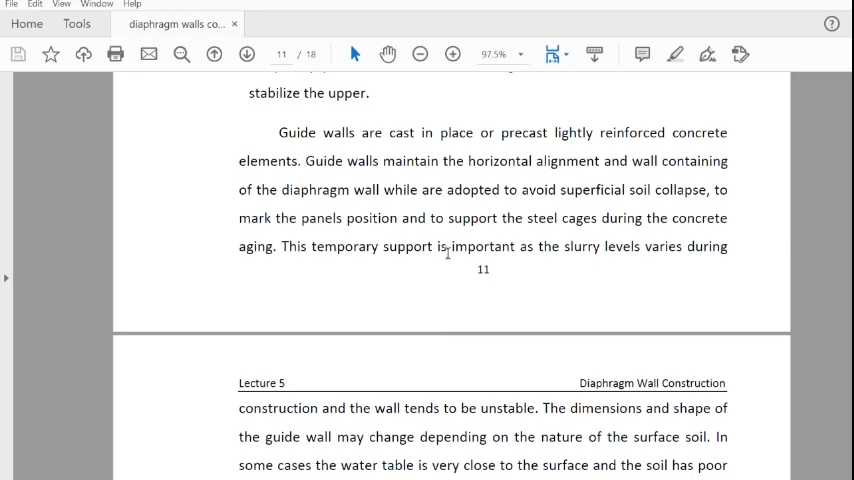 File Edit View Window Help
Home Tools diaphragm walls co... ×
11 / 18 97.5%
stabilize the upper.
Guide walls are cast in place or precast lightly reinforced concrete
elements. Guide walls maintain the horizontal alignment and wall containing
of the diaphragm wall while are adopted to avoid superficial soil collapse, to
mark the panels position and to support the steel cages during the concrete
aging. This temporary support is important as the slurry levels varies during
11
Lecture 5 Diaphragm Wall Construction
construction and the wall tends to be unstable. The dimensions and shape of
the guide wall may change depending on the nature of the surface soil. In
some cases the water table is very close to the surface and the soil has poor